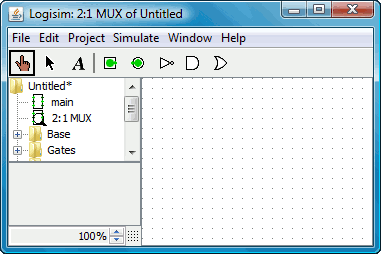 Logisim: 2:1 MUX of Untitled
File Edit Project Simulate Window Help
A
Untitled*
main
2:1 MUX
Base
Gates
100%